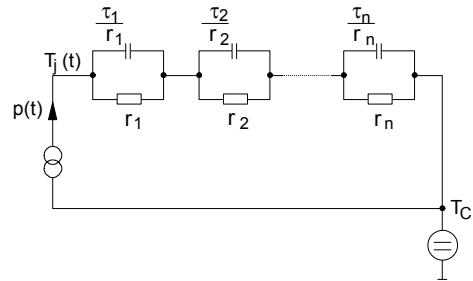 τ1/r1 τ2/r2 τn/rn
Tj (t)
p(t)
r1 r2 rn
TC